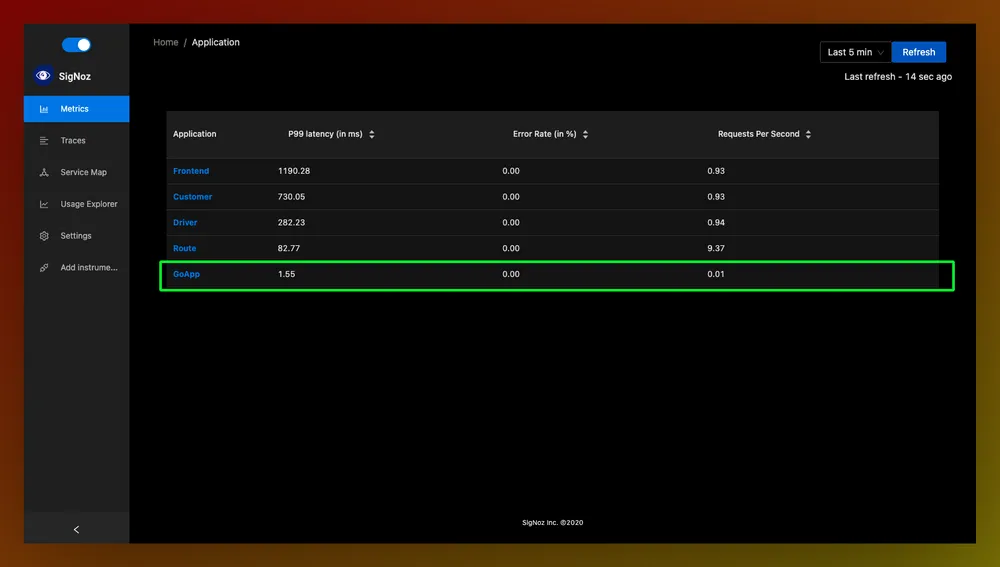 Home / Application
Last 5 min
Refresh
Last refresh - 14 sec ago
SigNoz
Metrics
Traces
Service Map
Usage Explorer
Settings
Add instrume...
Application P99 latency (in ms) Error Rate (in %) Requests Per Second
Frontend 1190.28 0.00 0.93
Customer 730.05 0.00 0.93
Driver 282.23 0.00 0.94
Route 82.77 0.00 9.37
GoApp 1.55 0.00 0.01
SigNoz Inc. ©2020